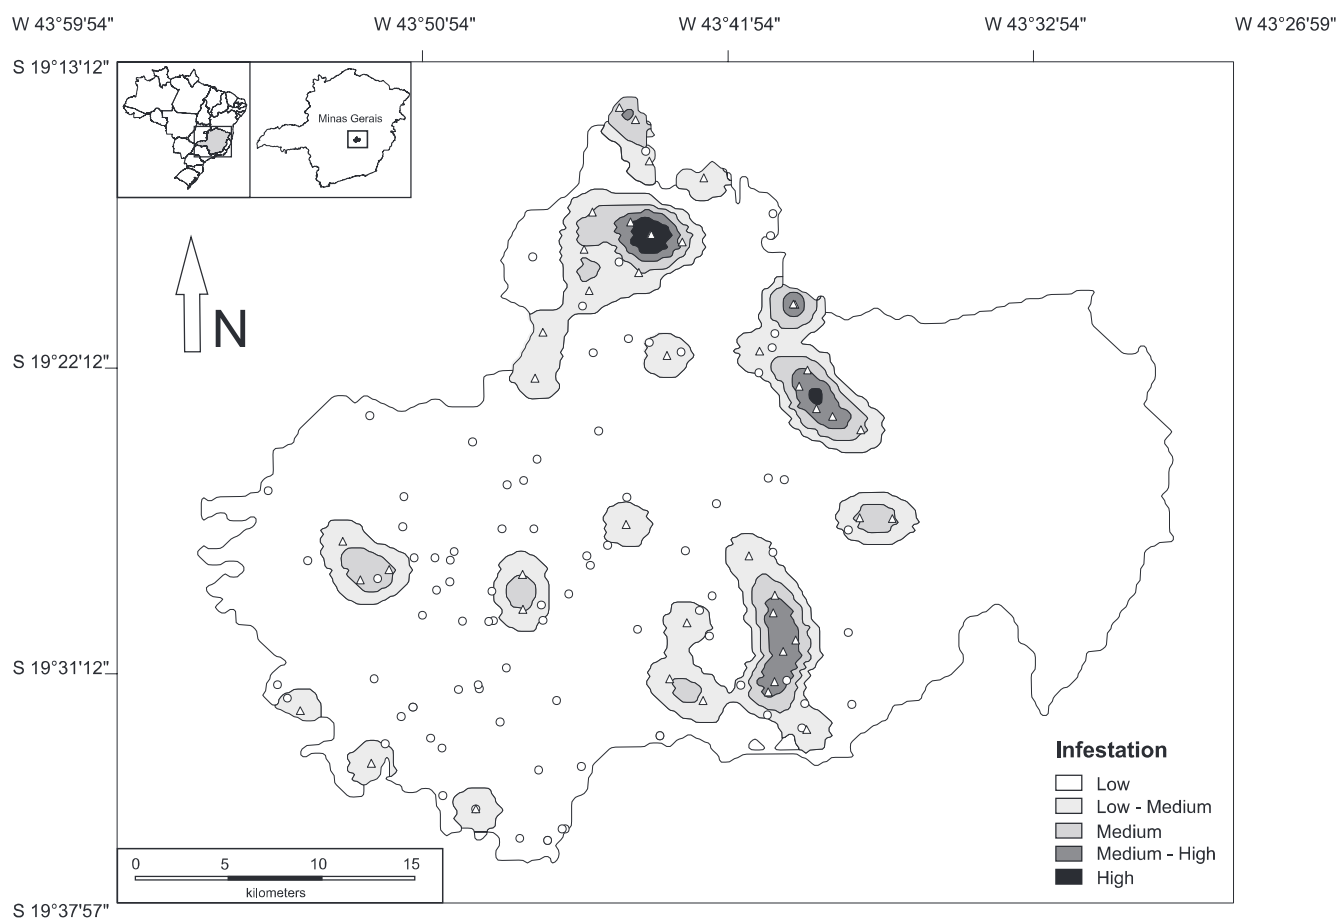 W 43°59'54" W 43°50'54" W 43°41'54" W 43°32'54" W 43°26'59"
S 19°13'12"
Minas Gerais
N
S 19°22'12"
S 19°31'12"
Infestation
Low
Low - Medium
Medium
Medium - High
High
0 5 10 15
kilometers
S 19°37'57"